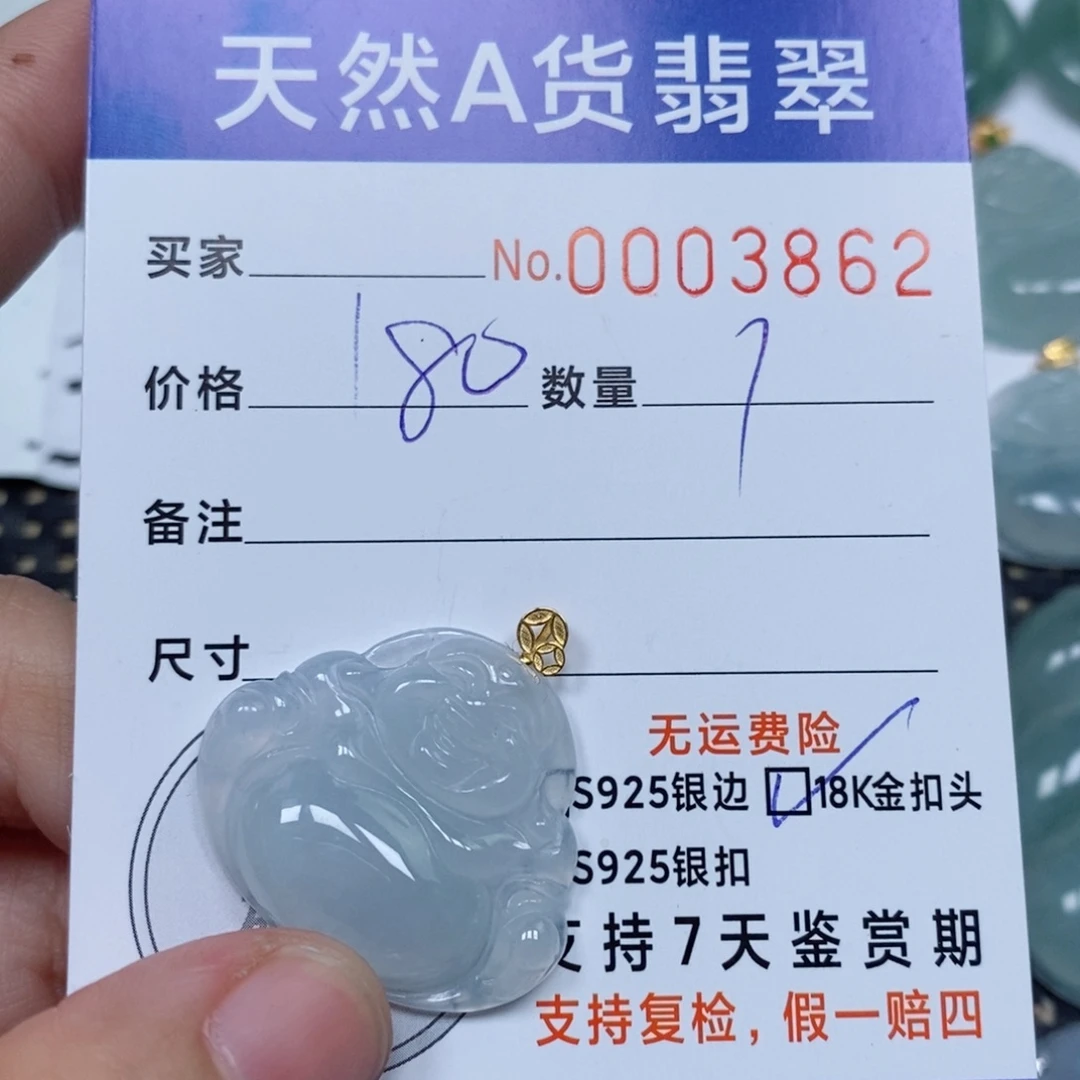 天然A货翡翠
买家 No.0003862
价格 180 数量 1
备注
尺寸
无运费险
S925银边 18K金扣头
S925银扣
支持7天鉴赏期
支持复检，假一赔四